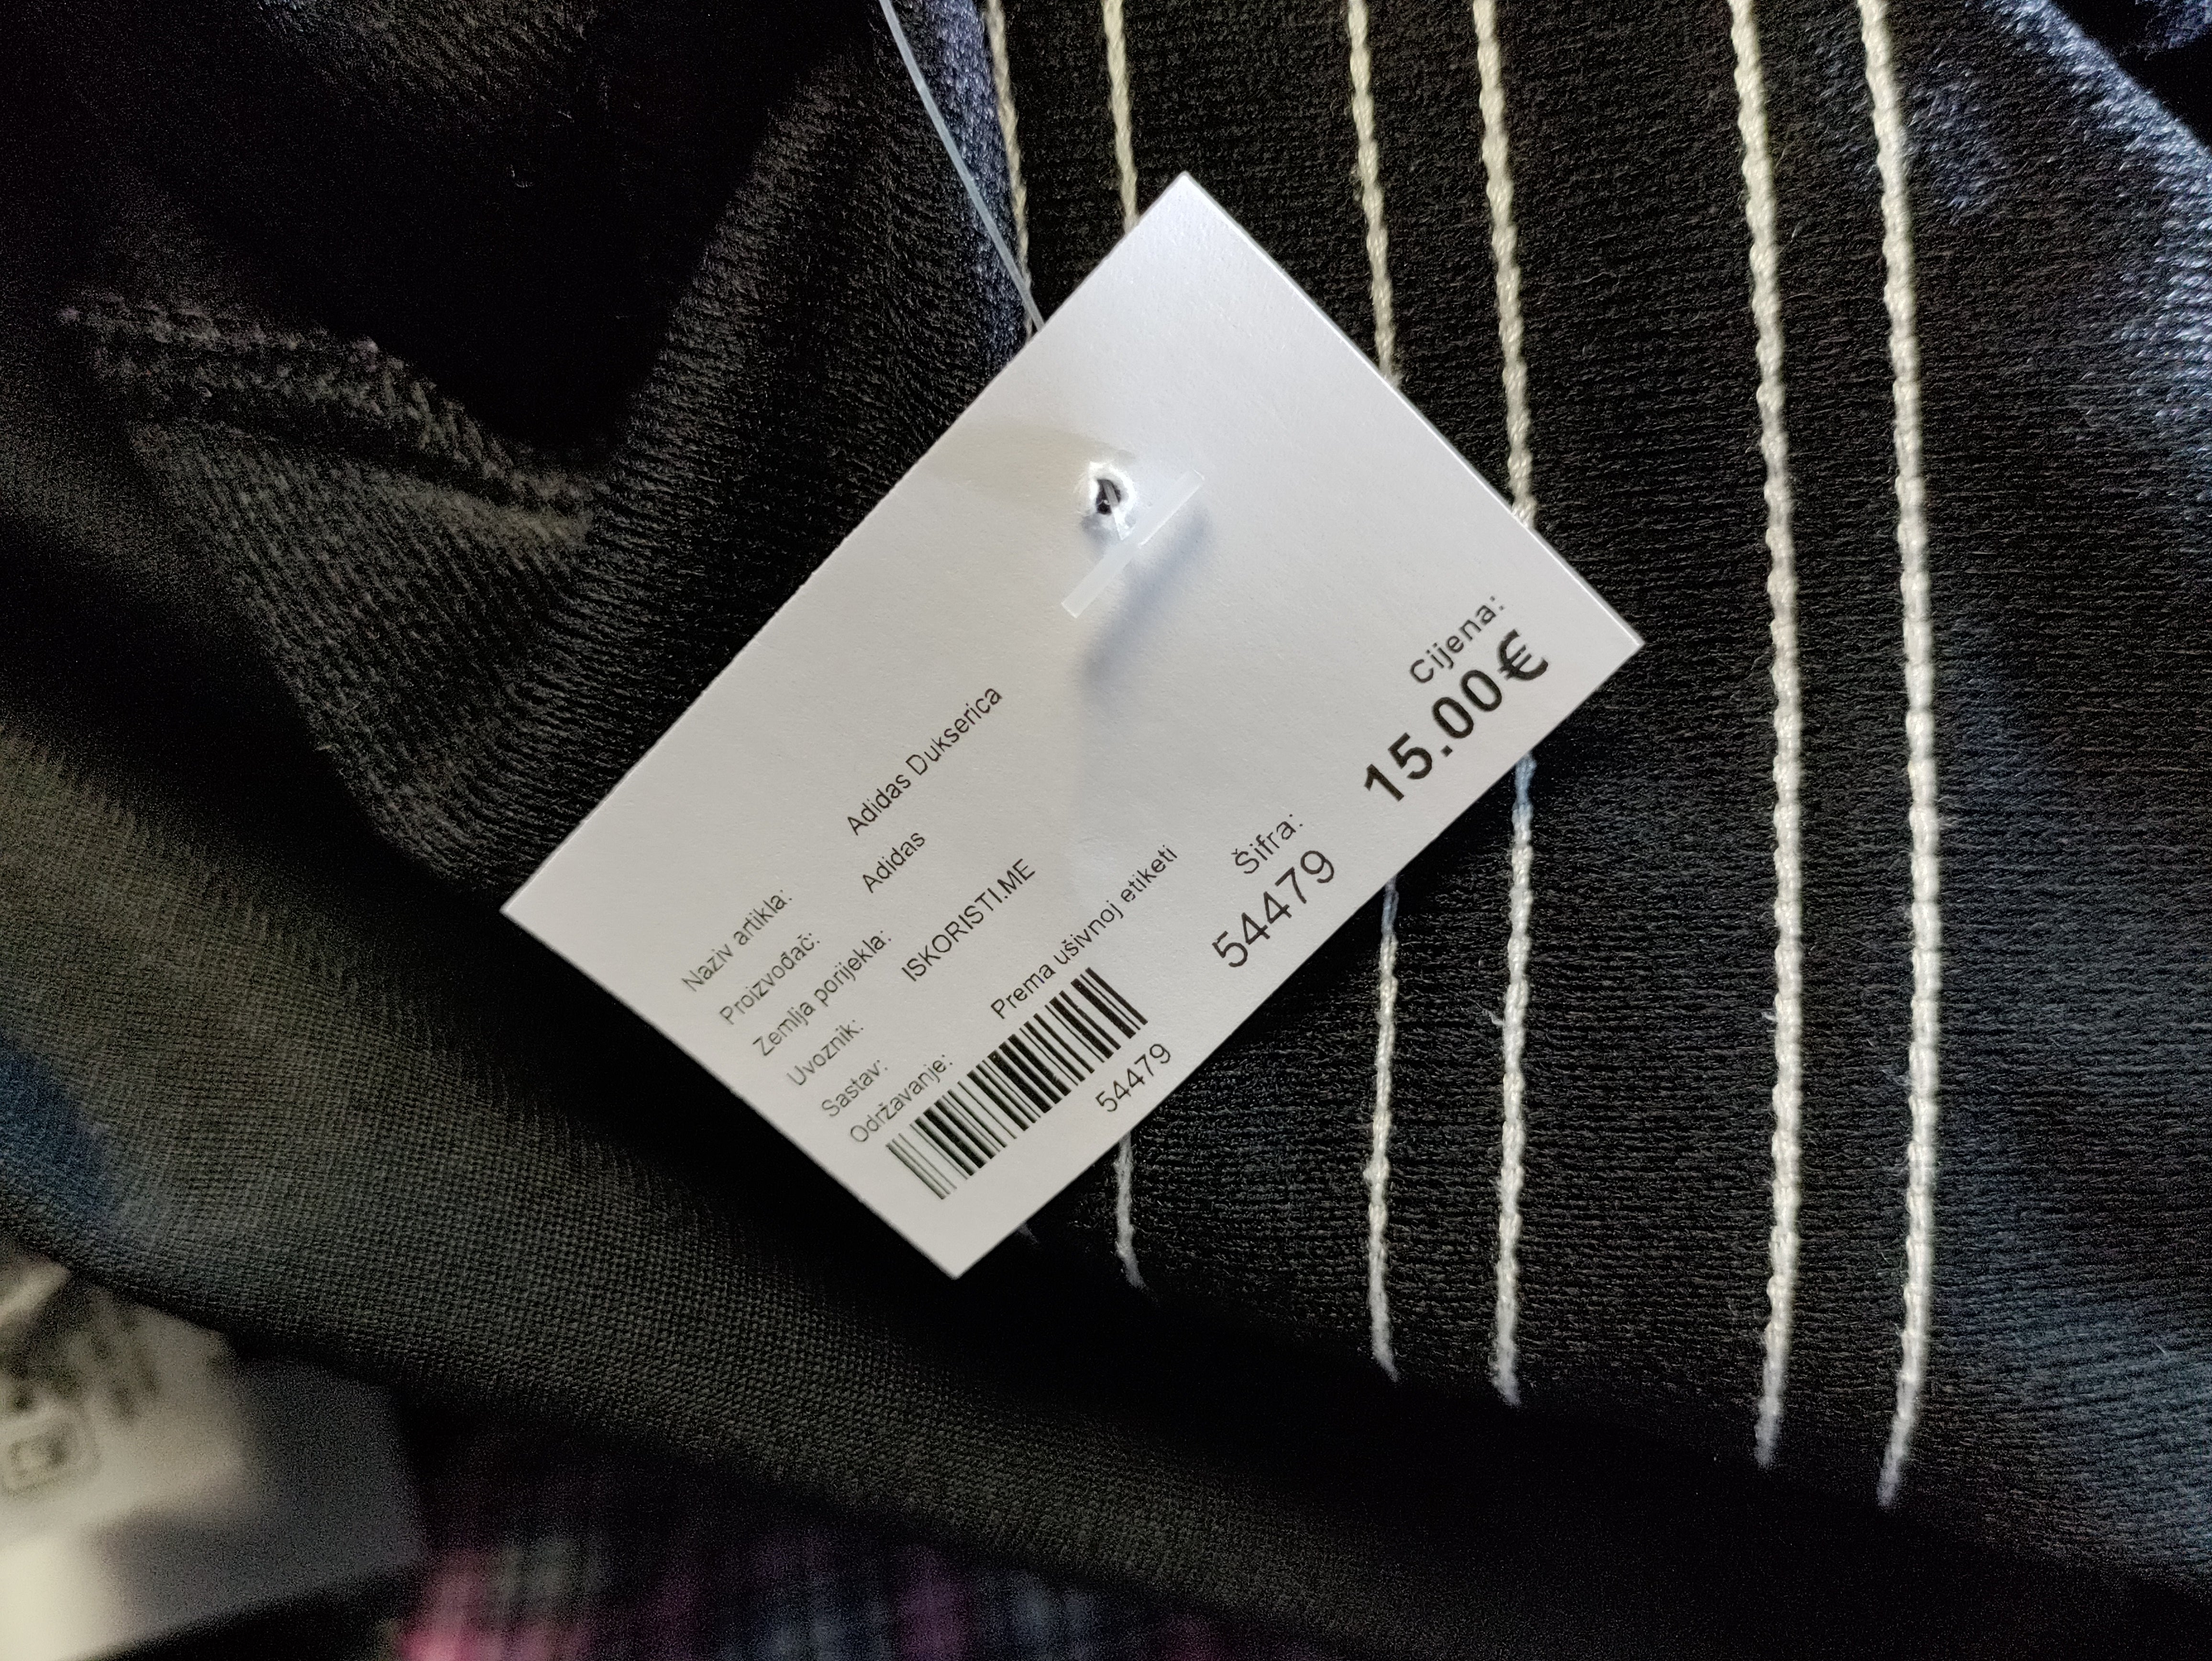 Naziv artikla: Adidas Dukserica
Proizvođač: Adidas
Zemlja porijekla:
Uvoznik: ISKORISTI.ME
Sastav:
Održavanje: Prema ušivnoj etiketi
54479
Šifra:
54479
Cijena:
15.00€